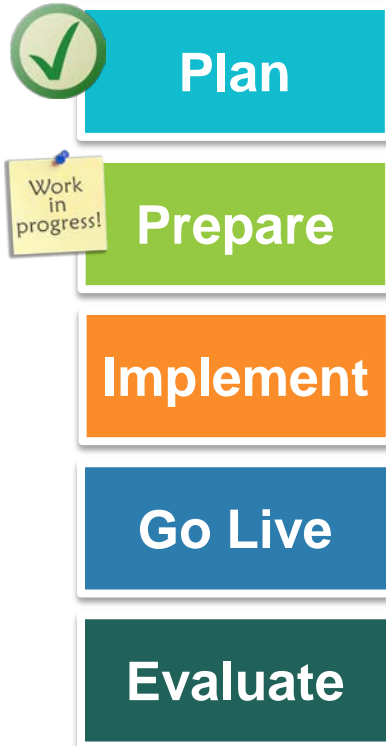 Plan
Work
in
progress!
Prepare
Implement
Go Live
Evaluate